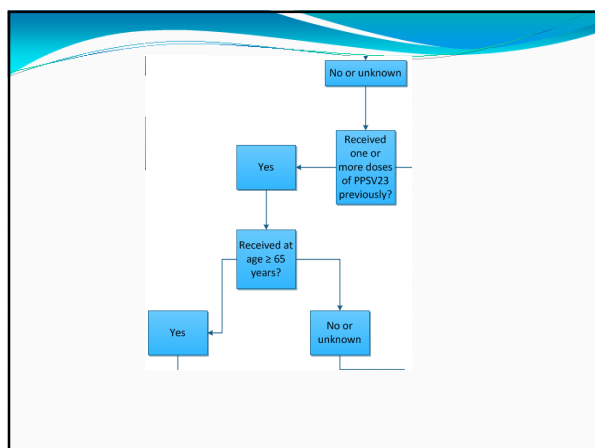 No or unknown
Received
one or
more doses
of PPSV23
previously?
Yes
Received at
age ≥ 65
years?
Yes
No or
unknown